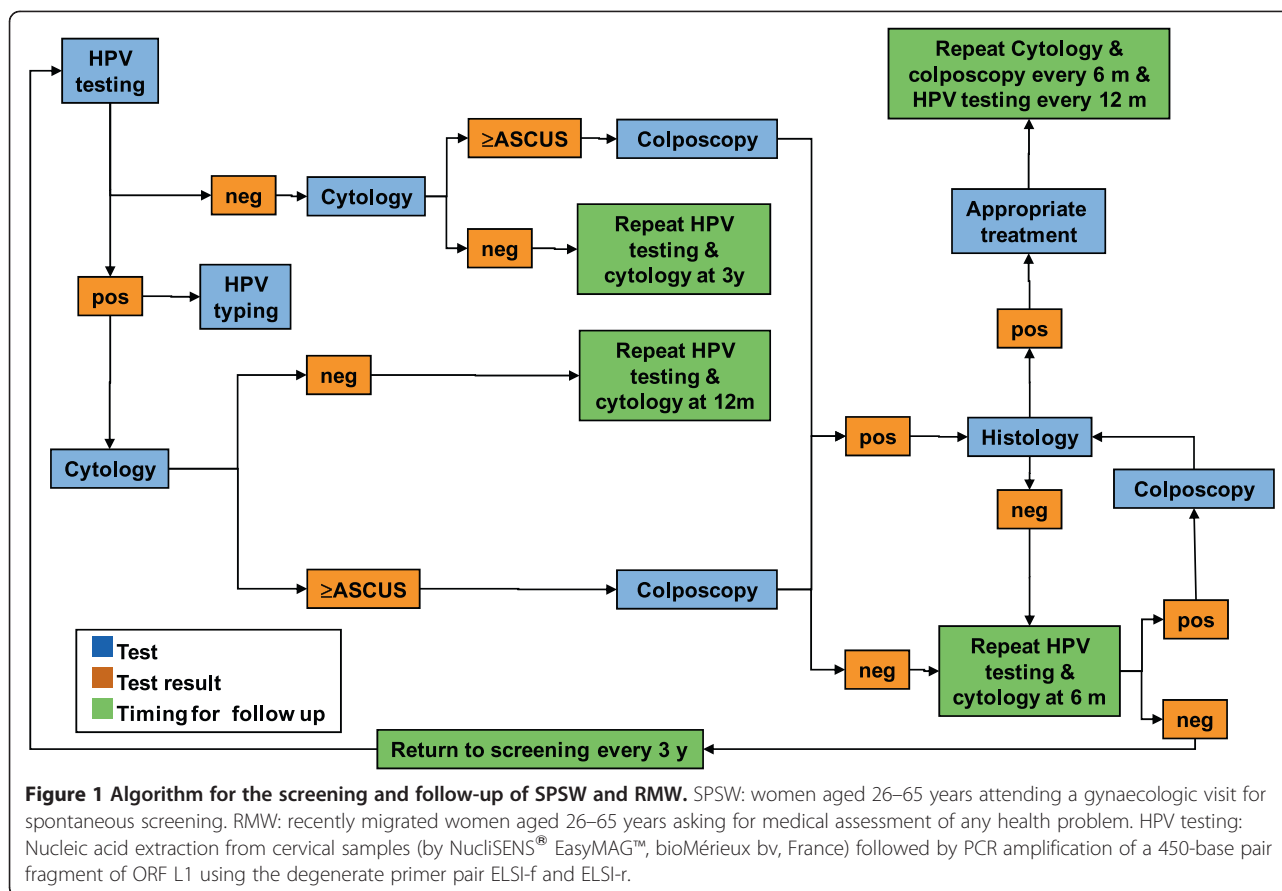 HPV
testing
Repeat Cytology &
colposcopy every 6 m &
HPV testing every 12 m
≥ASCUS
Colposcopy
neg
Cytology
Appropriate
treatment
neg
Repeat HPV
testing &
cytology at 3y
pos
HPV
typing
pos
neg
Repeat HPV
testing &
cytology at 12m
pos
Histology
Cytology
Colposcopy
neg
≥ASCUS
Colposcopy
pos
Test
Test result
Timing for follow up
neg
Repeat HPV
testing &
cytology at 6 m
neg
Return to screening every 3 y
Figure 1 Algorithm for the screening and follow-up of SPSW and RMW. SPSW: women aged 26–65 years attending a gynaecologic visit for
spontaneous screening. RMW: recently migrated women aged 26–65 years asking for medical assessment of any health problem. HPV testing:
Nucleic acid extraction from cervical samples (by NucliSENS® EasyMAG™, bioMérieux bv, France) followed by PCR amplification of a 450-base pair
fragment of ORF L1 using the degenerate primer pair ELSI-f and ELSI-r.